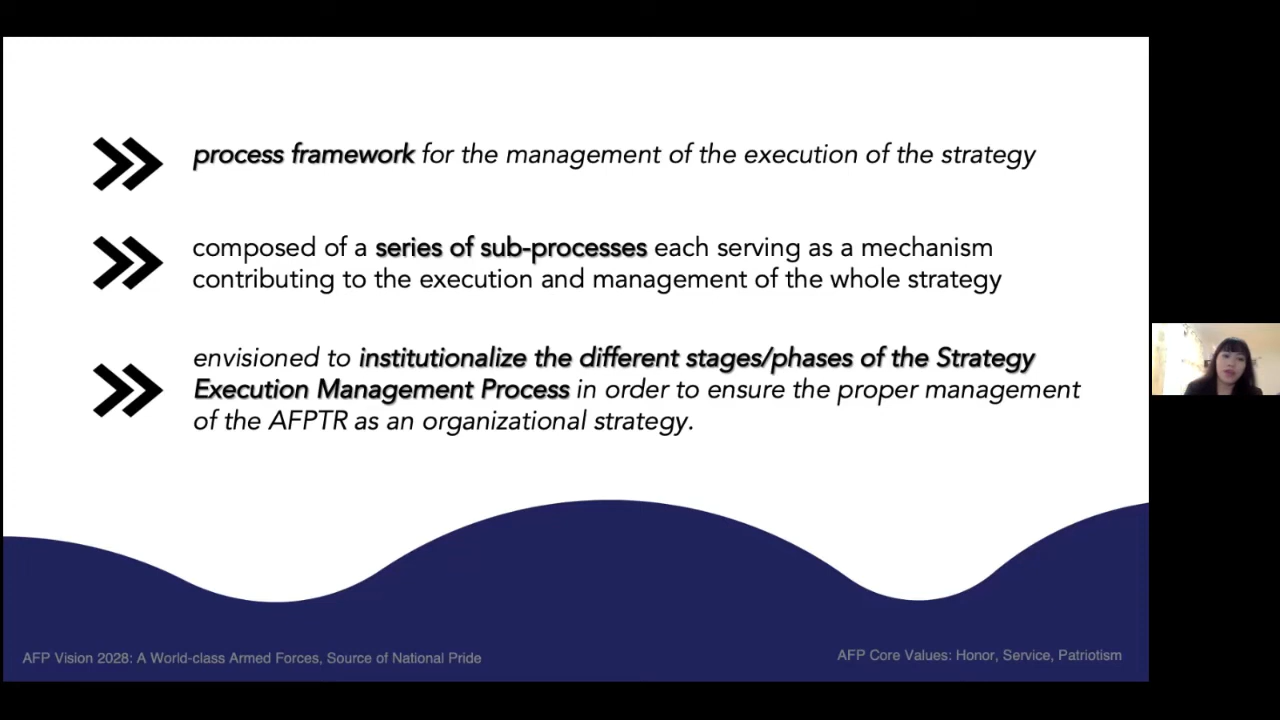 process framework for the management of the execution of the strategy
composed of a series of sub-processes each serving as a mechanism
contributing to the execution and management of the whole strategy
envisioned to institutionalize the different stages/phases of the Strategy
Execution Management Process in order to ensure the proper management
of the AFPTR as an organizational strategy.
AFP Vision 2028: A World-class Armed Forces, Source of National Pride
AFP Core Values: Honor, Service, Patriotism